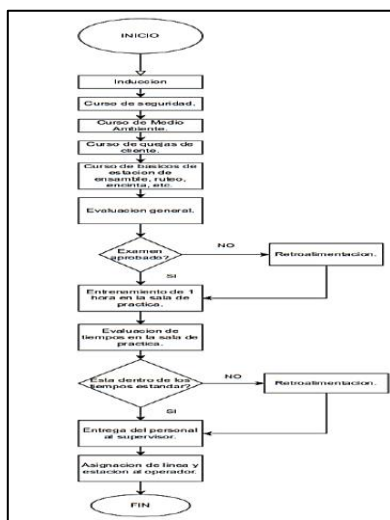 INICIO
Induccion
Curso de seguridad.
Curso de Medio
Ambiente.
Curso de quejas de
cliente.
Curso de basicos de
estacion de
ensamble, ruteo,
encinta, etc.
Evaluacion general.
Examen
aprobado?
NO
Retroalimentacion.
SI
Entrenamiento de 1
hora en la sala de
practica.
Evaluacion de
tiempos en la sala de
practica.
Esta dentro de los
tiempos estandar?
NO
Retroalimentacion.
SI
Entrega del personal
al supervisor.
Asignacion de linea y
estacion al operador.
FIN